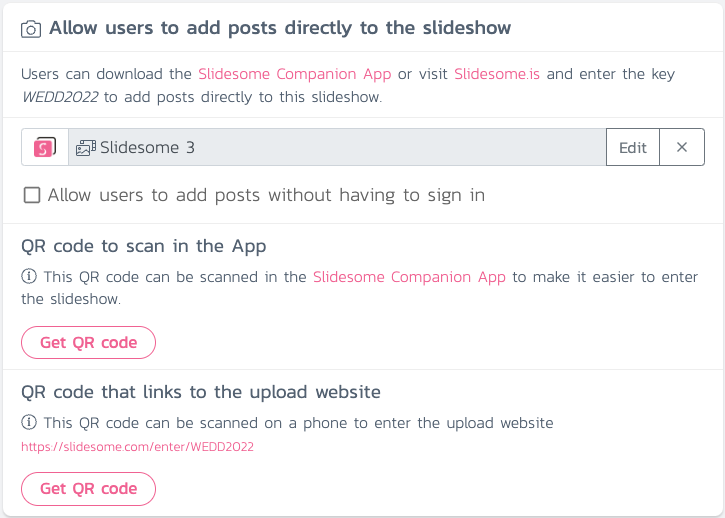 Allow users to add posts directly to the slideshow
Users can download the Slidesome Companion App or visit Slidesome.is and enter the key
WEDD2022 to add posts directly to this slideshow.
Slidesome 3
Edit
×
Allow users to add posts without having to sign in
QR code to scan in the App
This QR code can be scanned in the Slidesome Companion App to make it easier to enter
the slideshow.
Get QR code
QR code that links to the upload website
This QR code can be scanned on a phone to enter the upload website
https://slidesome.com/enter/WEDD2022
Get QR code